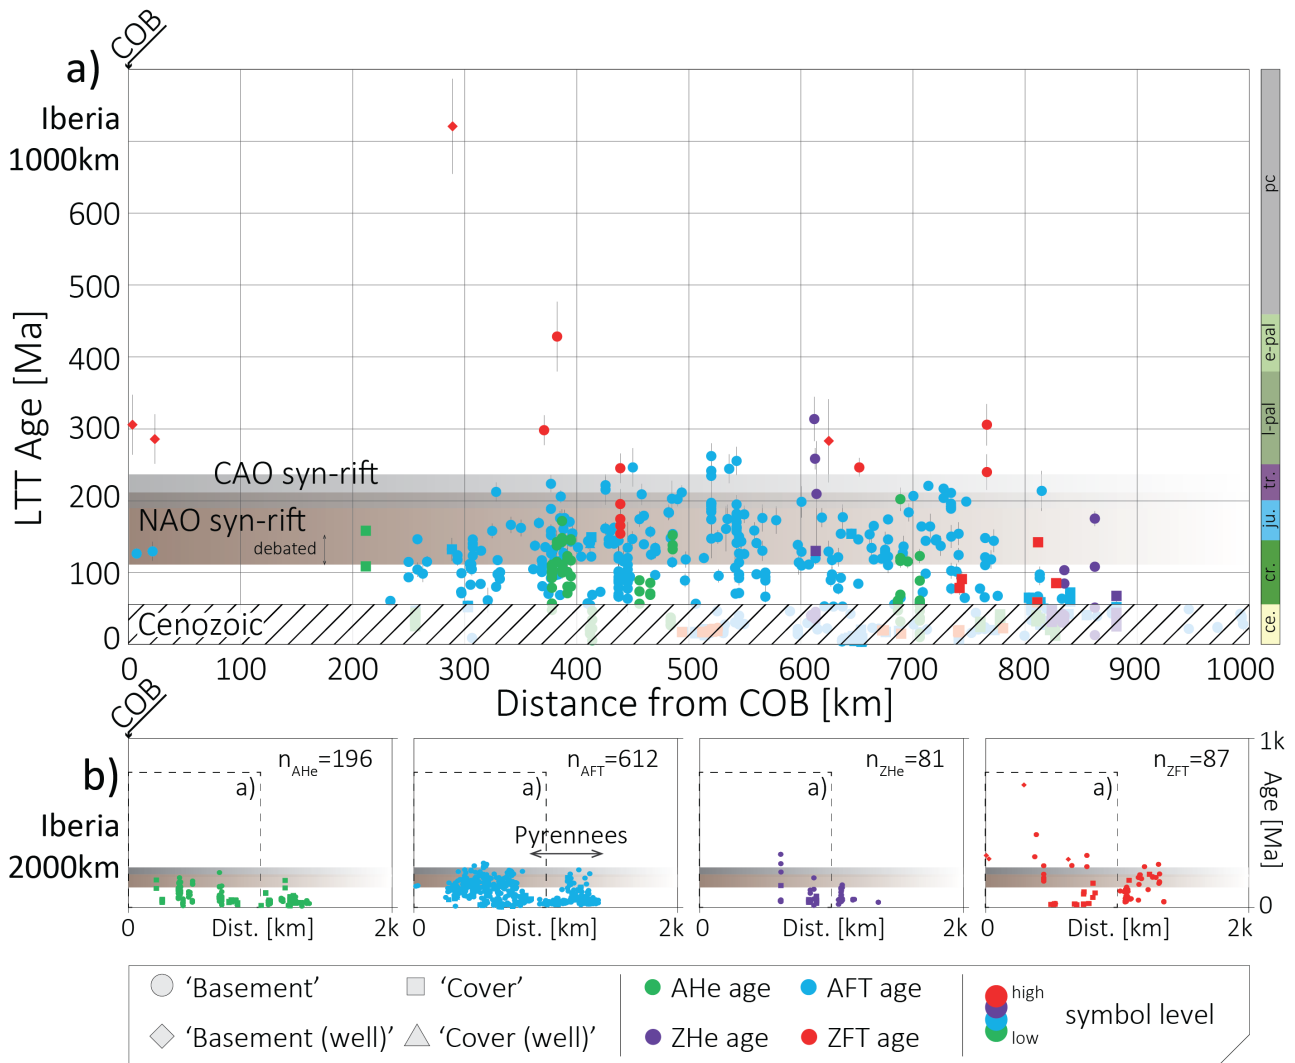 COB
a)
Iberia
1000km
600
500
400
300
200
100
0
LTT Age [Ma]
CAO syn-rift
NAO syn-rift
debated
Cenozoic
pc
e-pal
l-pal
tr.
ju.
cr.
ce.
0 100 200 300 400 500 600 700 800 900 1000
Distance from COB [km]
COB
b)
Iberia
2000km
nAHe=196
a)
nAFT=612
a)
Pyrennees
nZHe=81
a)
nZFT=87
a)
1k
Age [Ma]
0
0 Dist. [km] 2k
0 Dist. [km] 2k
0 Dist. [km] 2k
0 Dist. [km] 2k
‘Basement’ ‘Cover’ AHe age AFT age high
symbol level
‘Basement (well)’ ‘Cover (well)’ ZHe age ZFT age low